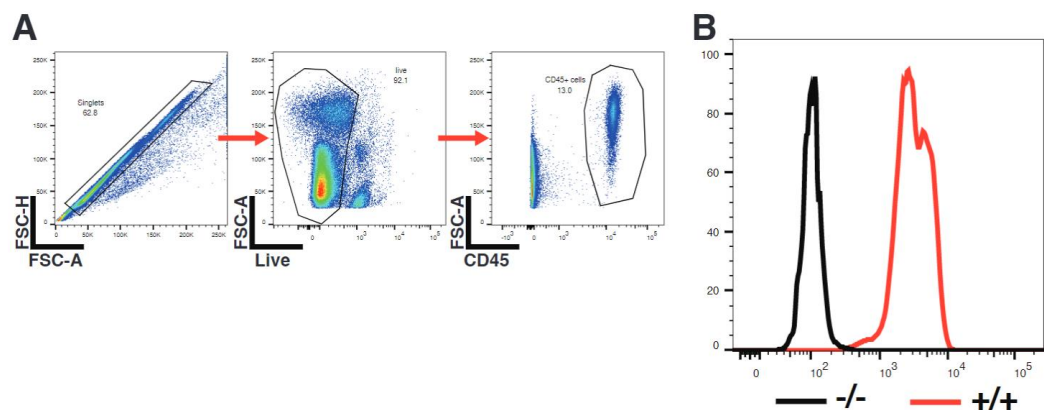 A
B
250K
200K
150K
100K
50K
0
Singlets
62.8
0 50K 100K 150K 200K 250K
FSC-H
FSC-A
250K
200K
150K
100K
50K
0
live
92.1
0 10³ 10⁴ 10⁵
FSC-A
Live
250K
200K
150K
100K
50K
0
CD45+ cells
13.0
-10³ 0 10³ 10⁴ 10⁵
FSC-A
CD45
100
80
60
40
20
0
0 10² 10³ 10⁴ 10⁵
-/- +/+